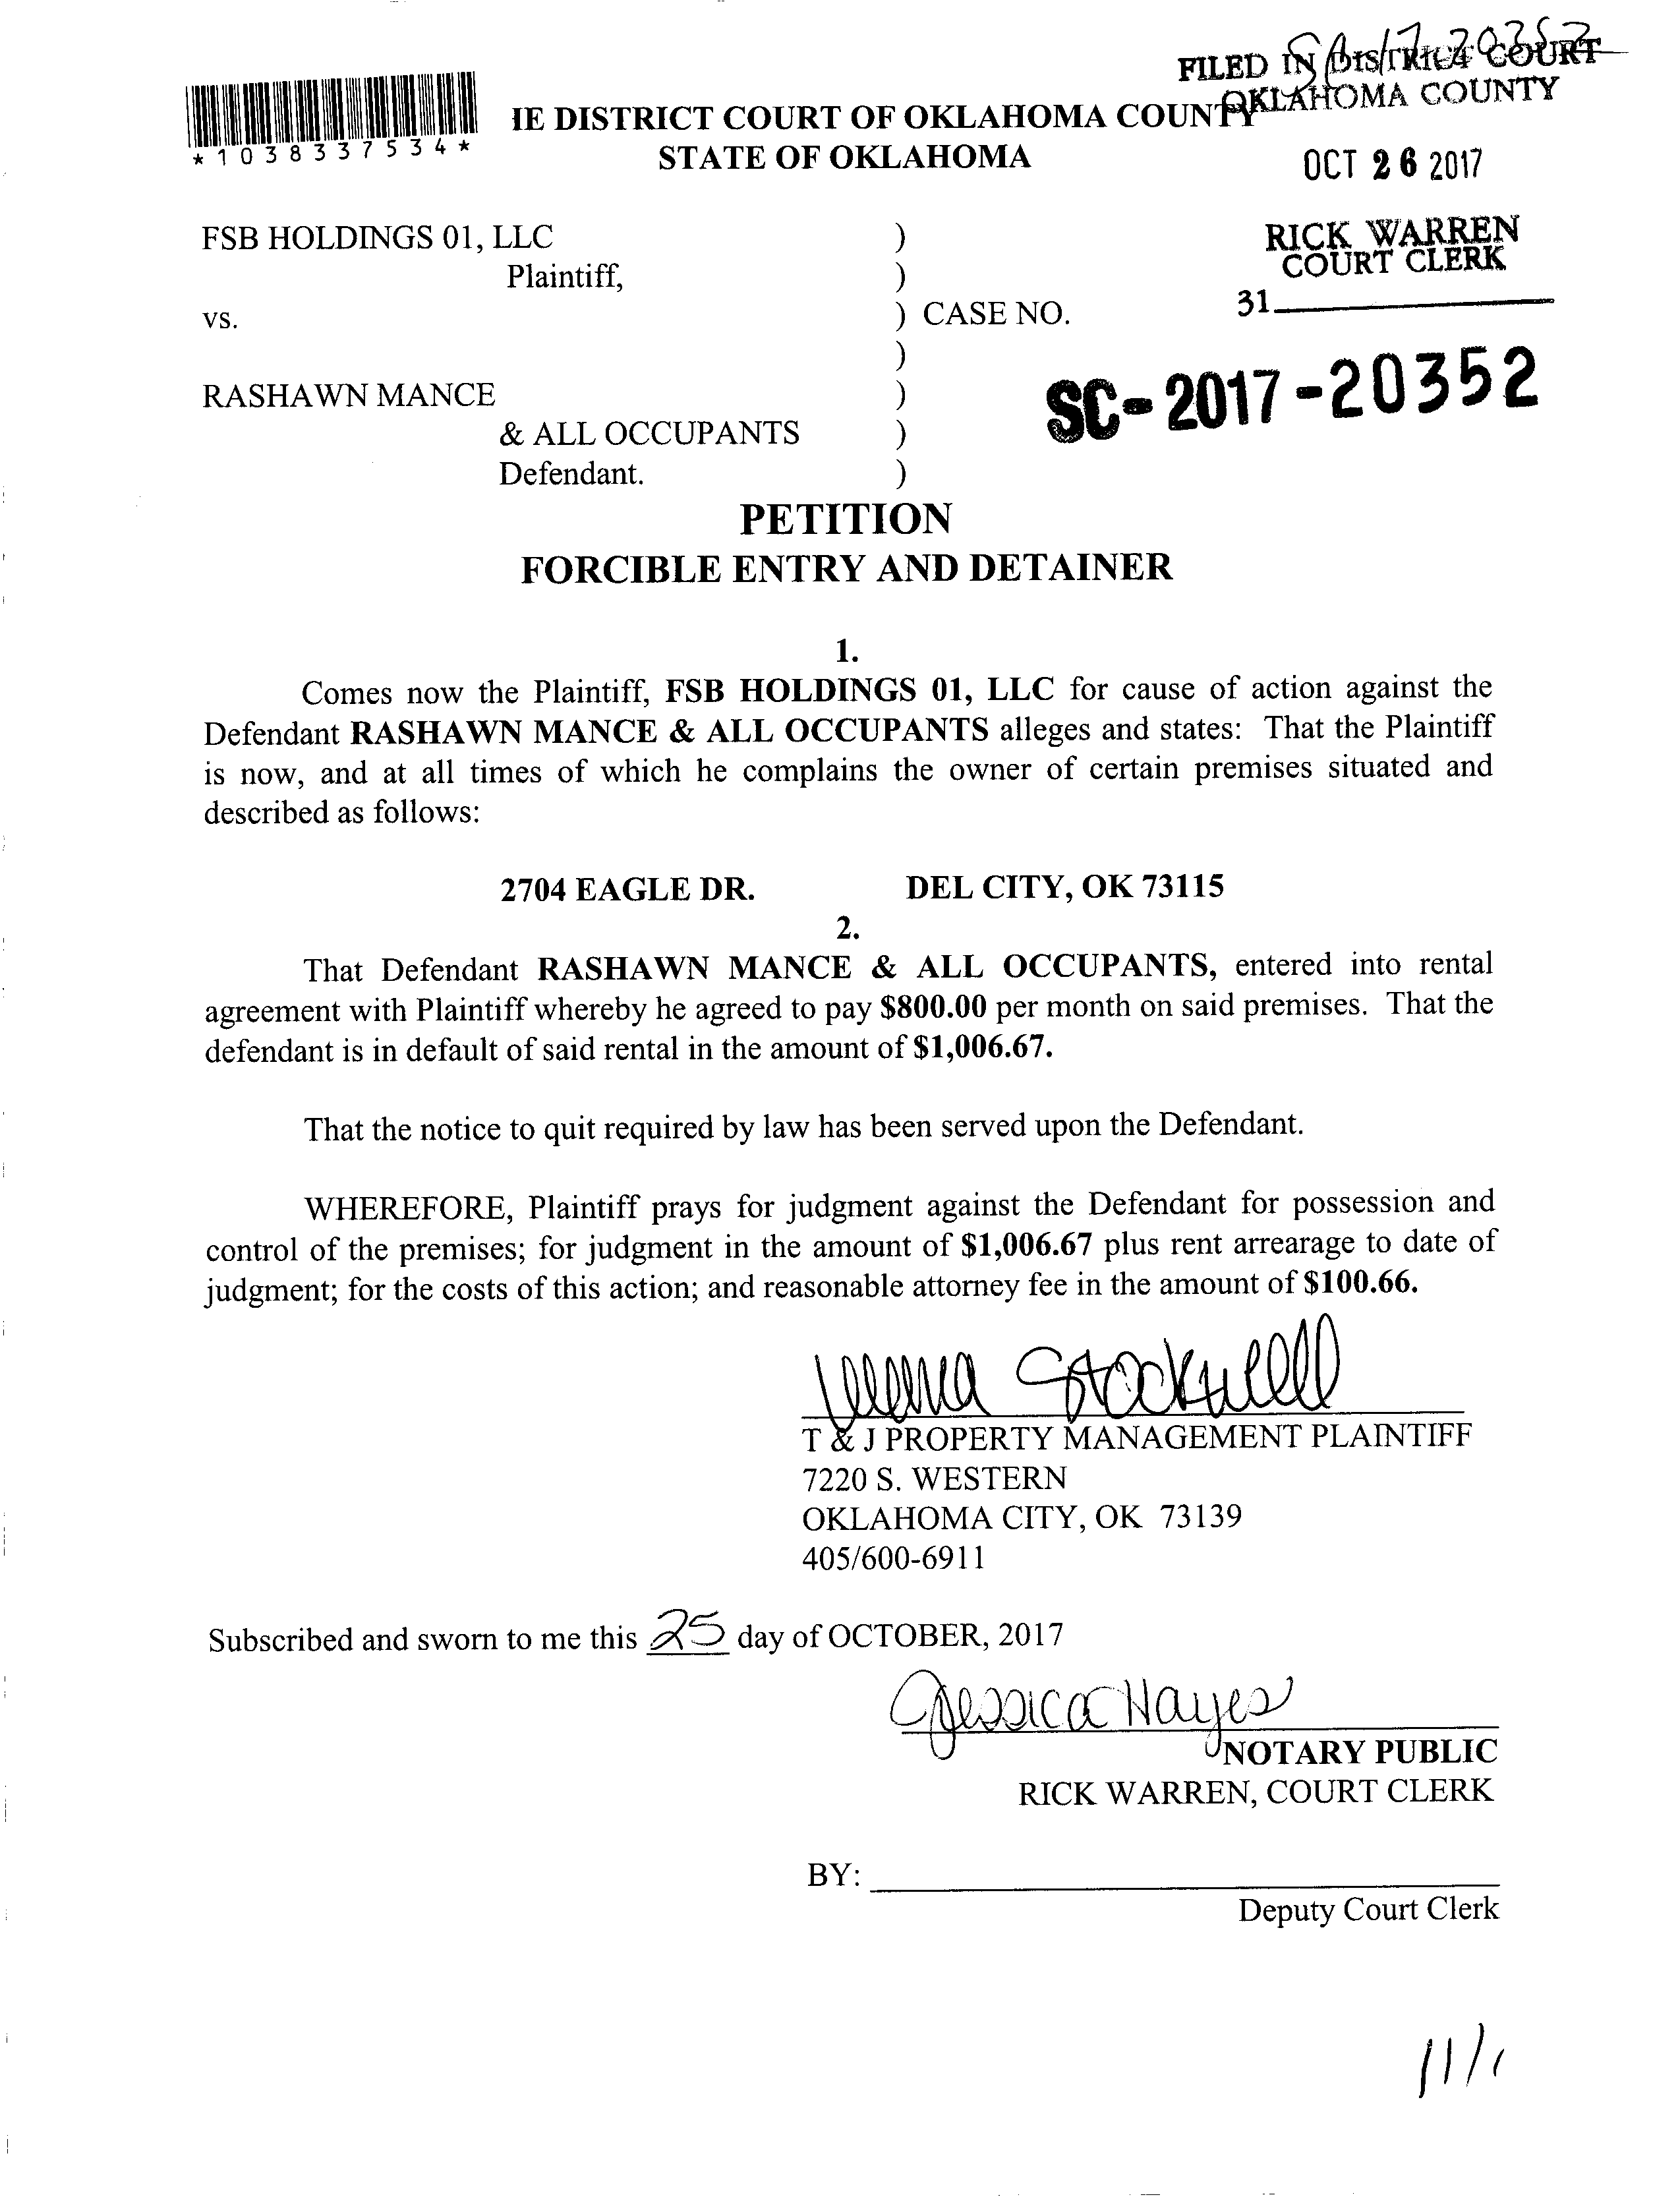 FILED IN DISTRICT COURT
OKLAHOMA COUNTY
*1038337534*
IE DISTRICT COURT OF OKLAHOMA COUNTY
STATE OF OKLAHOMA
OCT 26 2017
FSB HOLDINGS 01, LLC )
Plaintiff, )
RICK WARREN
COURT CLERK
vs. ) CASE NO.
31
)
SC-2017-20352
RASHAWN MANCE )
& ALL OCCUPANTS )
Defendant. )
PETITION
FORCIBLE ENTRY AND DETAINER
1.
Comes now the Plaintiff, FSB HOLDINGS 01, LLC for cause of action against the
Defendant RASHAWN MANCE & ALL OCCUPANTS alleges and states: That the Plaintiff
is now, and at all times of which he complains the owner of certain premises situated and
described as follows:
2704 EAGLE DR. DEL CITY, OK 73115
2.
That Defendant RASHAWN MANCE & ALL OCCUPANTS, entered into rental
agreement with Plaintiff whereby he agreed to pay $800.00 per month on said premises. That the
defendant is in default of said rental in the amount of $1,006.67.
That the notice to quit required by law has been served upon the Defendant.
WHEREFORE, Plaintiff prays for judgment against the Defendant for possession and
control of the premises; for judgment in the amount of $1,006.67 plus rent arrearage to date of
judgment; for the costs of this action; and reasonable attorney fee in the amount of $100.66.
Stockwell
T & J PROPERTY MANAGEMENT PLAINTIFF
7220 S. WESTERN
OKLAHOMA CITY, OK 73139
405/600-6911
Subscribed and sworn to me this 25 day of OCTOBER, 2017
Jessica Hayes
NOTARY PUBLIC
RICK WARREN, COURT CLERK
BY:
Deputy Court Clerk
11/1